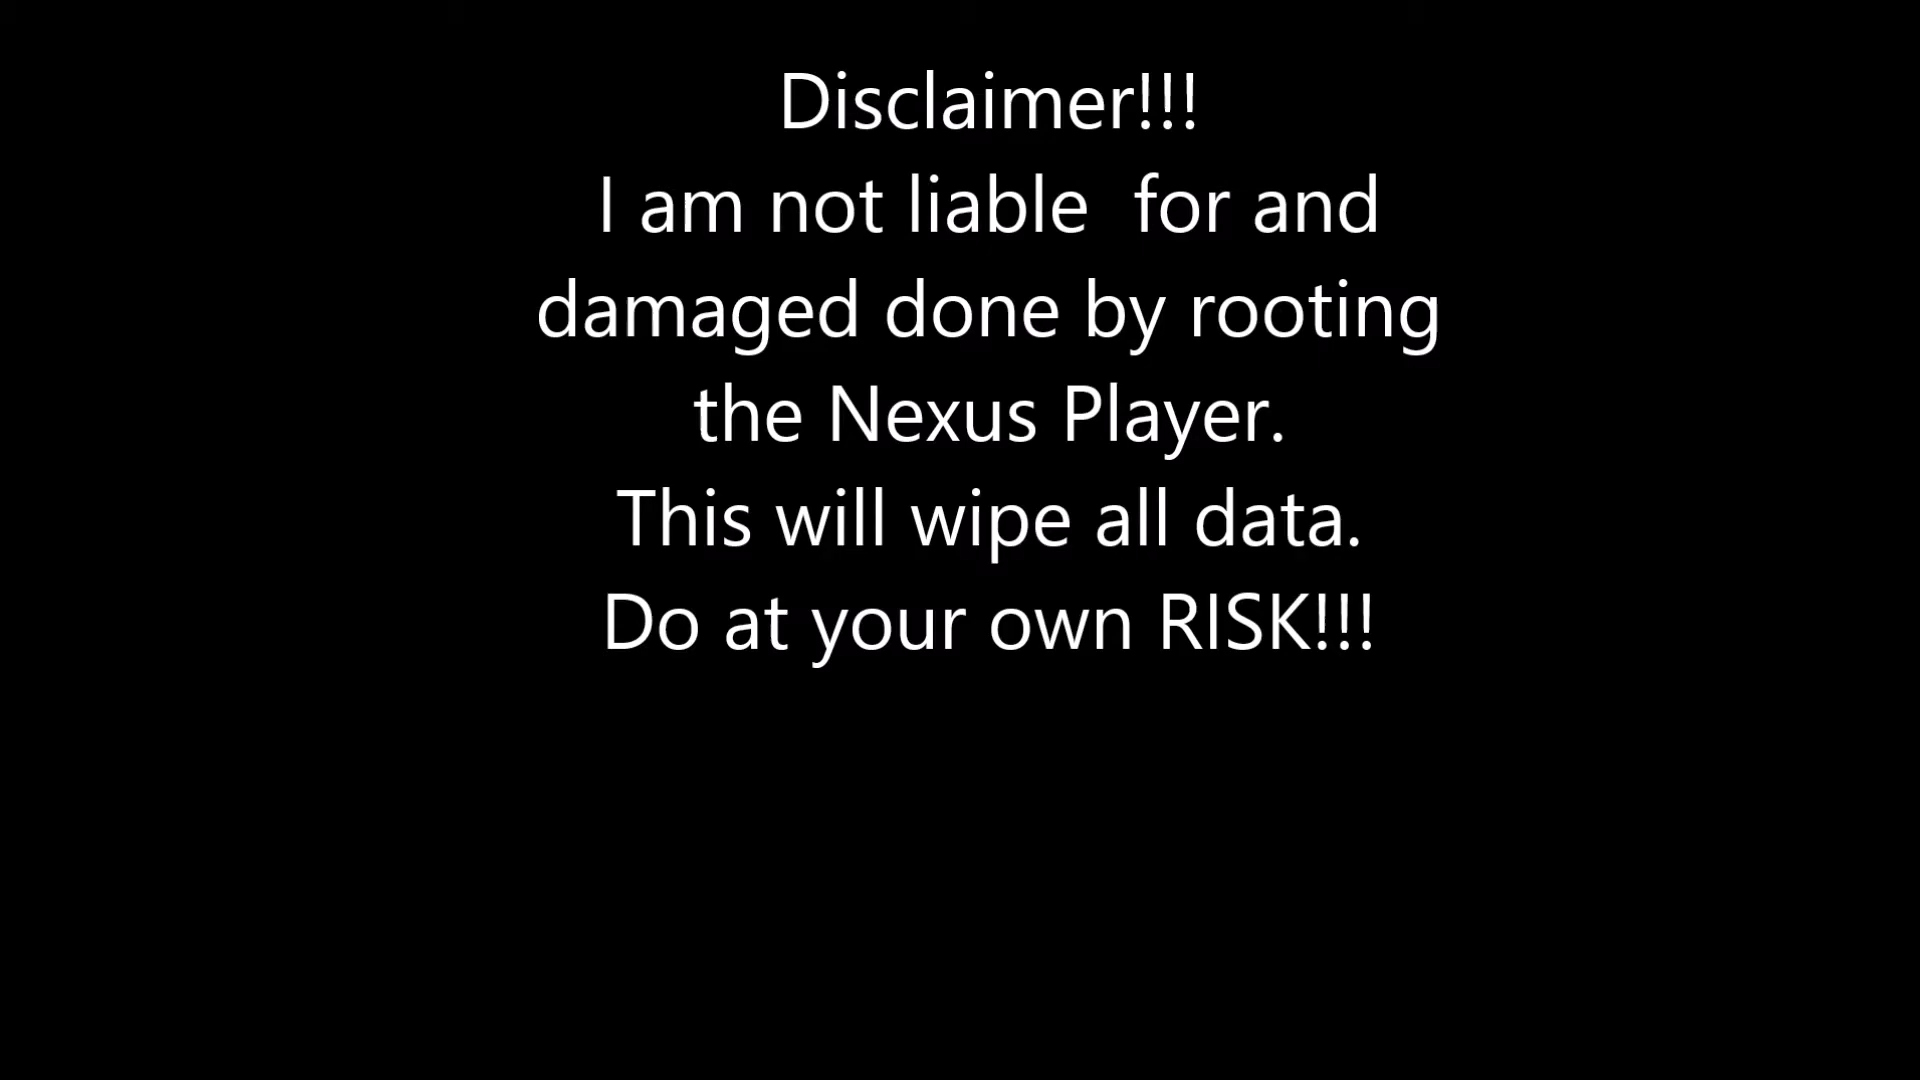 Disclaimer!!!
I am not liable  for and
damaged done by rooting
the Nexus Player.
This will wipe all data.
Do at your own RISK!!!